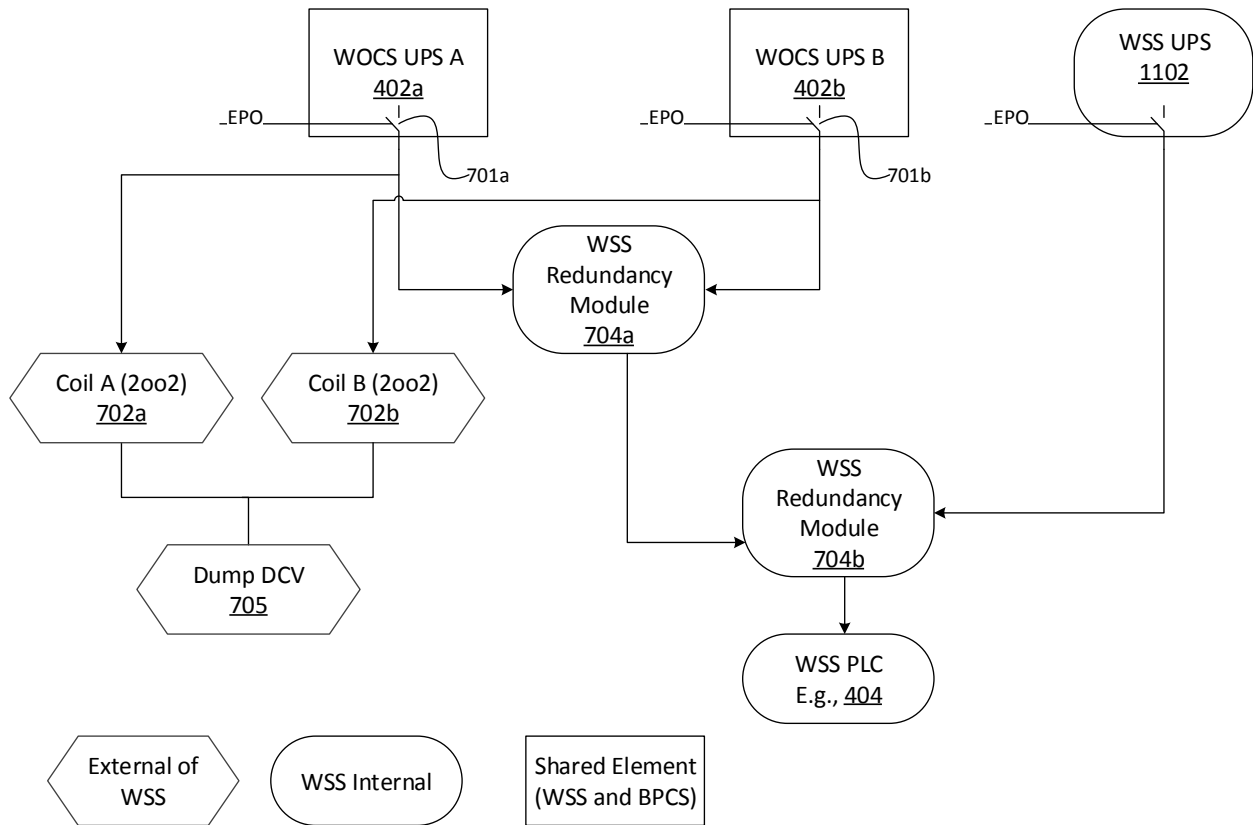 WOCS UPS A
402a
WOCS UPS B
402b
WSS UPS
1102
_EPO
_EPO
_EPO
701a
701b
WSS
Redundancy
Module
704a
Coil A (2oo2)
702a
Coil B (2oo2)
702b
WSS
Redundancy
Module
704b
Dump DCV
705
WSS PLC
E.g., 404
External of
WSS
WSS Internal
Shared Element
(WSS and BPCS)